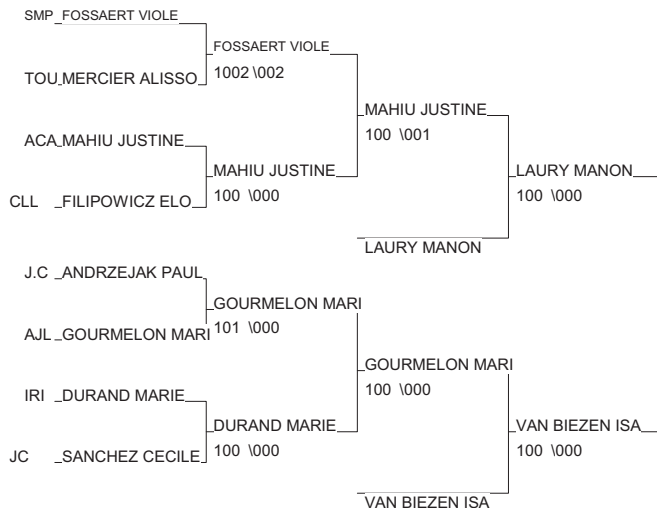 SMP FOSSAERT VIOLE
FOSSAERT VIOLE
TOU MERCIER ALISSO
1002 \002
MAHIU JUSTINE
100 \001
ACA MAHIU JUSTINE
MAHIU JUSTINE
100 \000
LAURY MANON
100 \000
CLL FILIPOWICZ ELO
LAURY MANON
J.C ANDRZEJAK PAUL
GOURMELON MARI
101 \000
AJL GOURMELON MARI
GOURMELON MARI
100 \000
IRI DURAND MARIE
DURAND MARIE
100 \000
VAN BIEZEN ISA
100 \000
JC SANCHEZ CECILE
VAN BIEZEN ISA